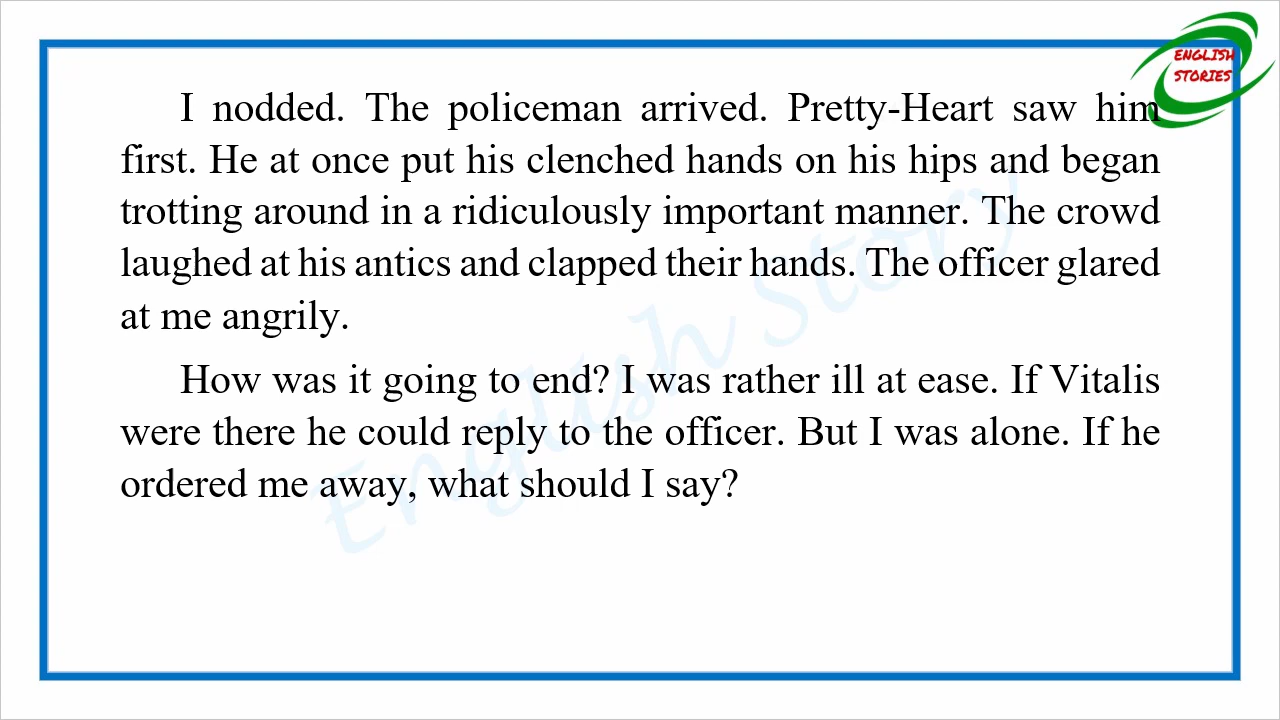 ENGLISH
STORIES
I nodded. The policeman arrived. Pretty-Heart saw him
first. He at once put his clenched hands on his hips and began
trotting around in a ridiculously important manner. The crowd
laughed at his antics and clapped their hands. The officer glared
at me angrily.
How was it going to end? I was rather ill at ease. If Vitalis
were there he could reply to the officer. But I was alone. If he
ordered me away, what should I say?
English Story